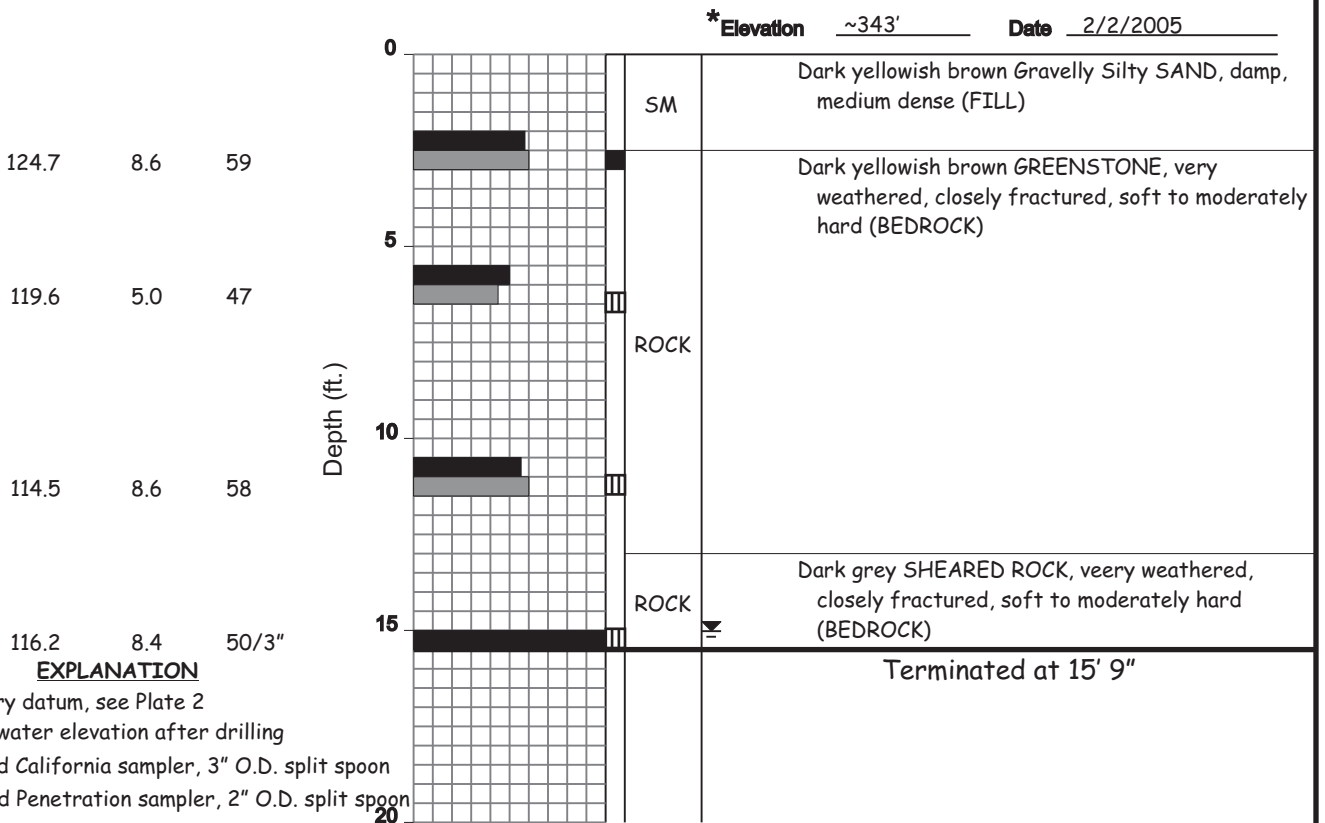 *Elevation ~343' Date 2/2/2005
0
Dark yellowish brown Gravelly Silty SAND, damp,
medium dense (FILL)
SM
124.7 8.6 59
Dark yellowish brown GREENSTONE, very
weathered, closely fractured, soft to moderately
hard (BEDROCK)
5
119.6 5.0 47
ROCK
Depth (ft.)
10
114.5 8.6 58
Dark grey SHEARED ROCK, veery weathered,
closely fractured, soft to moderately hard
(BEDROCK)
ROCK
15
116.2 8.4 50/3"
Terminated at 15' 9"
EXPLANATION
ry datum, see Plate 2
water elevation after drilling
d California sampler, 3" O.D. split spoon
d Penetration sampler, 2" O.D. split spoon
20